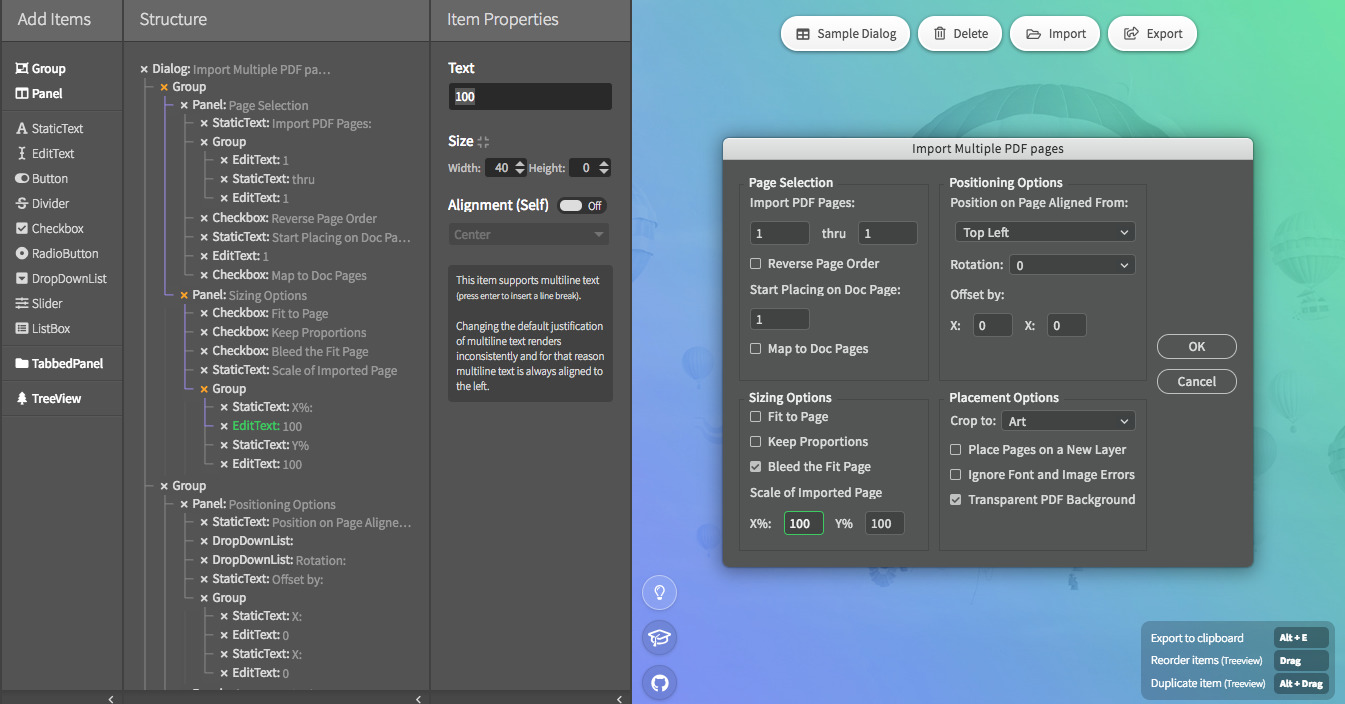 Add Items
Group
Panel
StaticText
EditText
Button
Divider
Checkbox
RadioButton
DropDownList
Slider
ListBox
TabbedPanel
TreeView
Structure
Dialog: Import Multiple PDF pa…
Group
Panel: Page Selection
StaticText: Import PDF Pages:
Group
EditText: 1
StaticText: thru
EditText: 1
Checkbox: Reverse Page Order
StaticText: Start Placing on Doc Pa…
EditText: 1
Checkbox: Map to Doc Pages
Panel: Sizing Options
Checkbox: Fit to Page
Checkbox: Keep Proportions
Checkbox: Bleed the Fit Page
StaticText: Scale of Imported Page
Group
StaticText: X%:
EditText: 100
StaticText: Y%
EditText: 100
Group
Panel: Positioning Options
StaticText: Position on Page Aligne…
DropDownList:
DropDownList: Rotation:
StaticText: Offset by:
Group
StaticText: X:
EditText: 0
StaticText: X:
EditText: 0
Item Properties
Text
100
Size
Width: 40 Height: 0
Alignment (Self) Off
Center
This item supports multiline text
(press enter to insert a line break).
Changing the default justification
of multiline text renders
inconsistently and for that reason
multiline text is always aligned to
the left.
Sample Dialog
Delete
Import
Export
Import Multiple PDF pages
Page Selection
Import PDF Pages:
1 thru 1
Reverse Page Order
Start Placing on Doc Page:
1
Map to Doc Pages
Sizing Options
Fit to Page
Keep Proportions
Bleed the Fit Page
Scale of Imported Page
X%: 100 Y% 100
Positioning Options
Position on Page Aligned From:
Top Left
Rotation: 0
Offset by:
X: 0 X: 0
Placement Options
Crop to: Art
Place Pages on a New Layer
Ignore Font and Image Errors
Transparent PDF Background
OK
Cancel
Export to clipboard Alt + E
Reorder items (Treeview) Drag
Duplicate item (Treeview) Alt + Drag